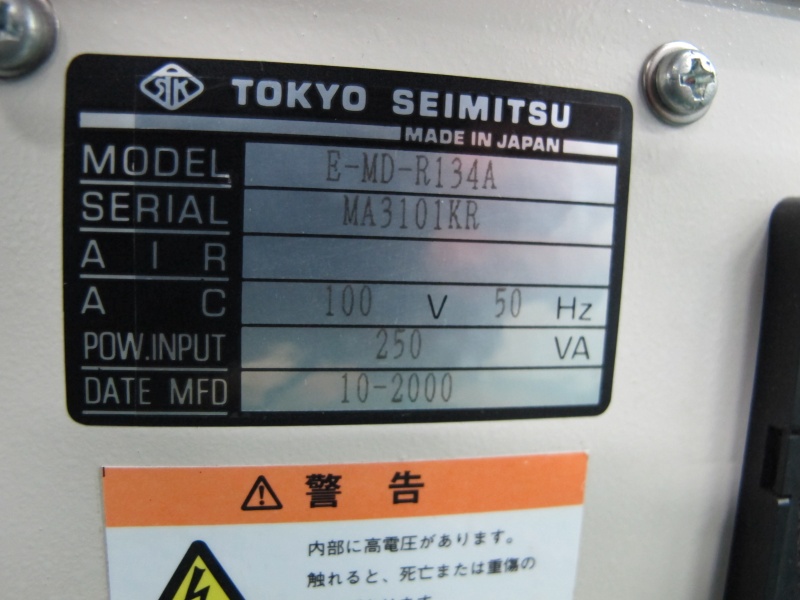 STK TOKYO SEIMITSU
MADE IN JAPAN
MODEL E-MD-R134A
SERIAL MA3101KR
AIR
AC 100 V 50 Hz
POW.INPUT 250 VA
DATE MFD 10-2000
警告
内部に高電圧があります。
触れると、死亡または重傷の